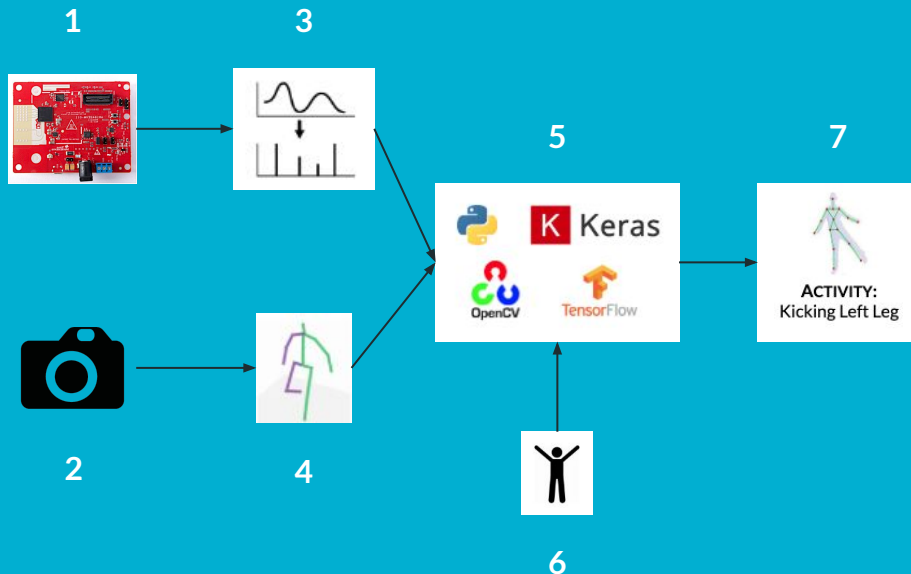 1
3
5
7
K Keras
OpenCV
TensorFlow
ACTIVITY:
Kicking Left Leg
2
4
6